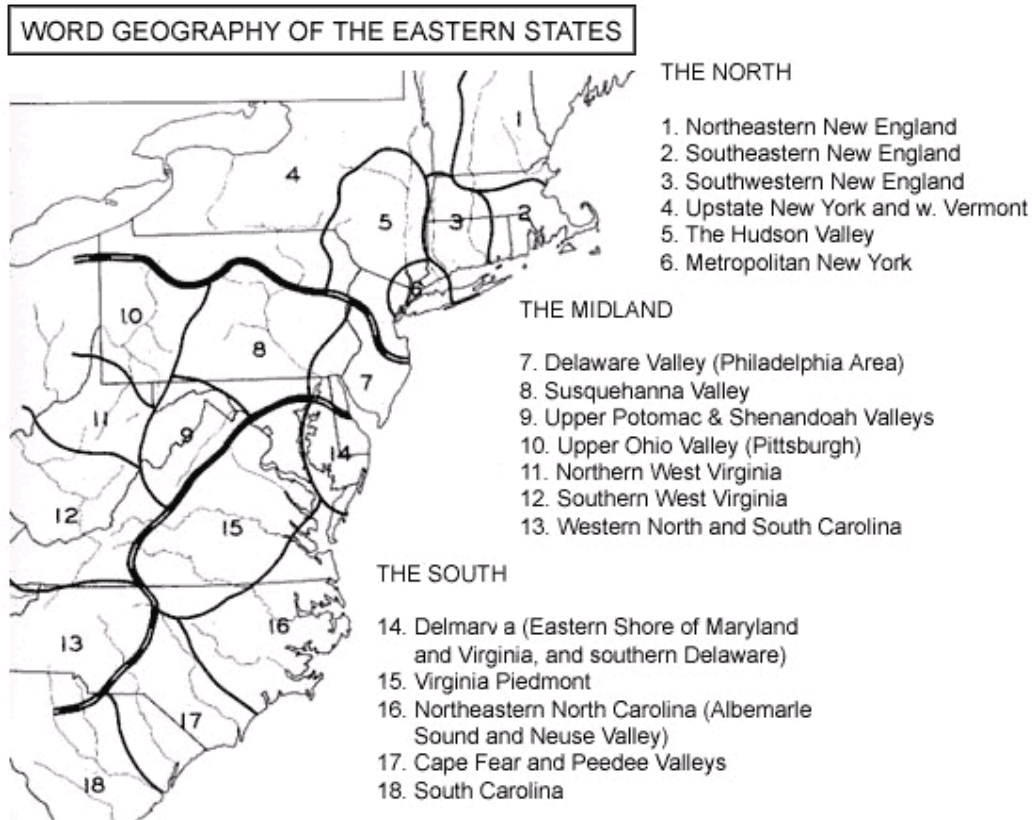 WORD GEOGRAPHY OF THE EASTERN STATES
THE NORTH
1. Northeastern New England
2. Southeastern New England
3. Southwestern New England
4. Upstate New York and w. Vermont
5. The Hudson Valley
6. Metropolitan New York
THE MIDLAND
7. Delaware Valley (Philadelphia Area)
8. Susquehanna Valley
9. Upper Potomac & Shenandoah Valleys
10. Upper Ohio Valley (Pittsburgh)
11. Northern West Virginia
12. Southern West Virginia
13. Western North and South Carolina
THE SOUTH
14. Delmarv a (Eastern Shore of Maryland
and Virginia, and southern Delaware)
15. Virginia Piedmont
16. Northeastern North Carolina (Albemarle
Sound and Neuse Valley)
17. Cape Fear and Peedee Valleys
18. South Carolina
1
4
2
5
3
6
10
8
7
11
9
14
12
15
16
13
17
18